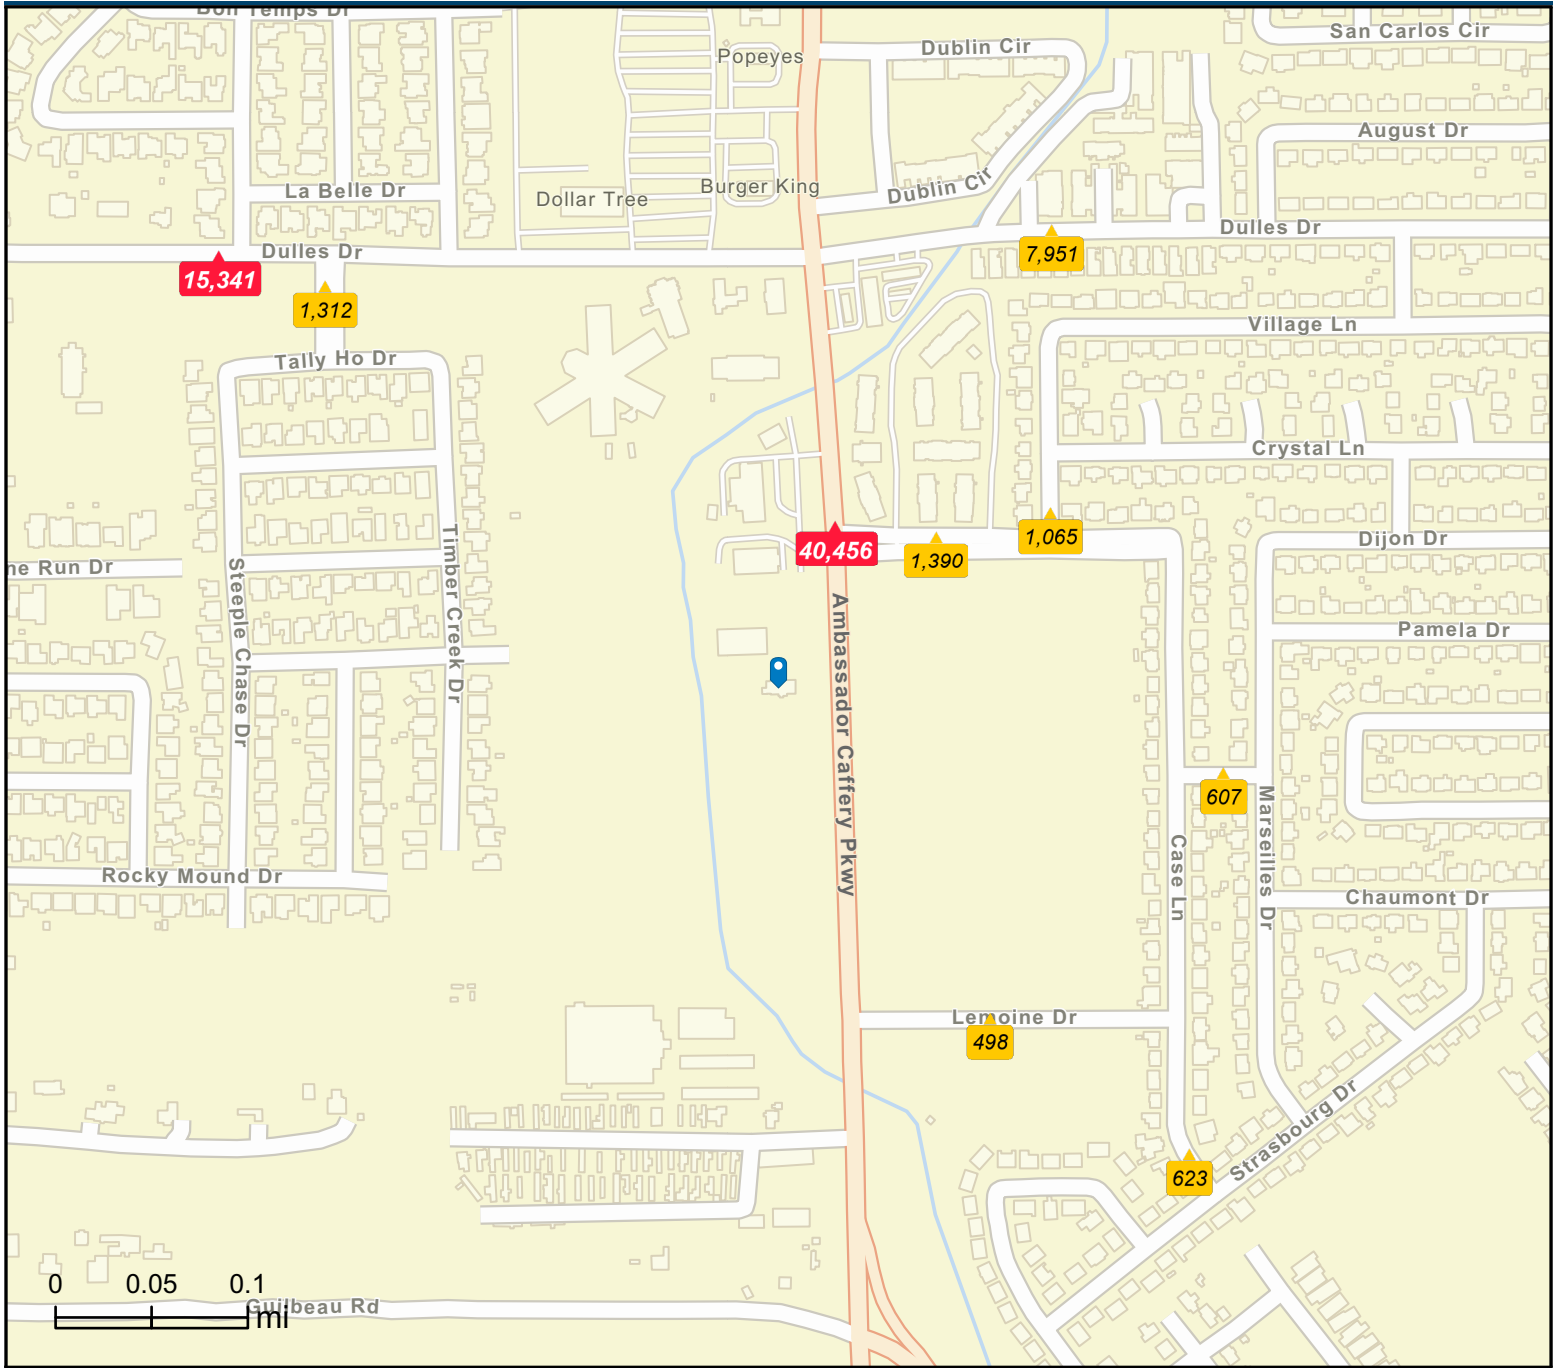 Bon Temps Dr
San Carlos Cir
Dublin Cir
Popeyes
August Dr
La Belle Dr
Burger King
Dollar Tree
Dublin Cir
Dulles Dr
Dulles Dr
7,951
15,341
1,312
Village Ln
Tally Ho Dr
Crystal Ln
1,065
Dijon Dr
40,456
1,390
ne Run Dr
Steeple Chase Dr
Timber Creek Dr
Ambassador Caffery Pkwy
Pamela Dr
607
Marseilles Dr
Case Ln
Rocky Mound Dr
Chaumont Dr
Lemoine Dr
498
Strasbourg Dr
623
0 0.05 0.1
mi
Guilbeau Rd